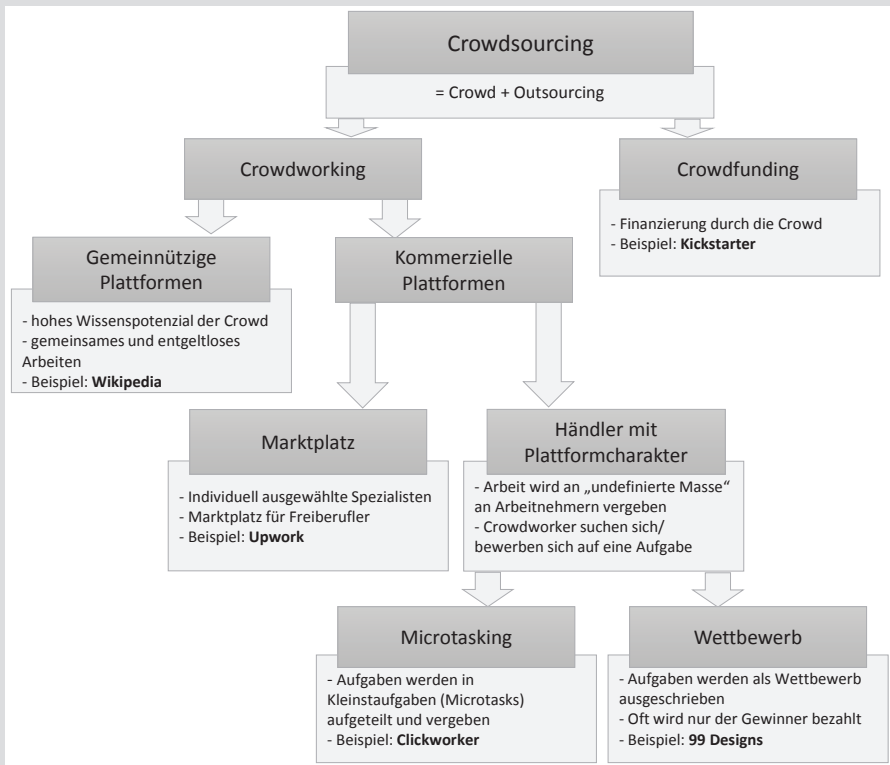 Crowdsourcing
= Crowd + Outsourcing
Crowdworking
Crowdfunding
- Finanzierung durch die Crowd
- Beispiel: Kickstarter
Gemeinnützige
Plattformen
- hohes Wissenspotenzial der Crowd
- gemeinsames und entgeltloses
Arbeiten
- Beispiel: Wikipedia
Kommerzielle
Plattformen
Marktplatz
- Individuell ausgewählte Spezialisten
- Marktplatz für Freiberufler
- Beispiel: Upwork
Händler mit
Plattformcharakter
- Arbeit wird an „undefinierte Masse“
an Arbeitnehmern vergeben
- Crowdworker suchen sich/
bewerben sich auf eine Aufgabe
Microtasking
- Aufgaben werden in
Kleinstaufgaben (Microtasks)
aufgeteilt und vergeben
- Beispiel: Clickworker
Wettbewerb
- Aufgaben werden als Wettbewerb
ausgeschrieben
- Oft wird nur der Gewinner bezahlt
- Beispiel: 99 Designs